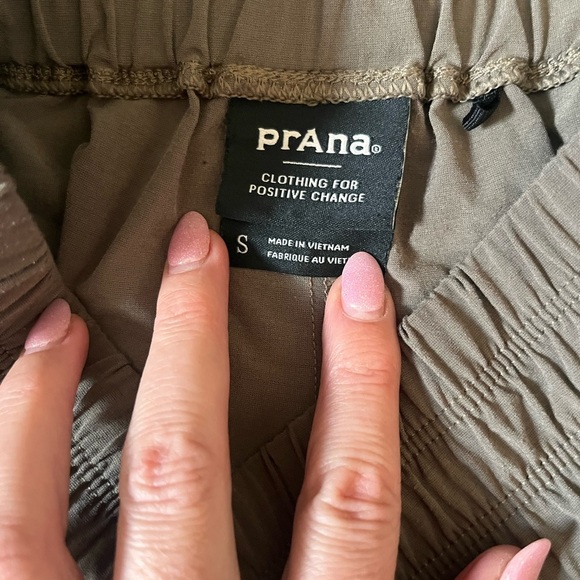 prAna®
CLOTHING FOR
POSITIVE CHANGE
S
MADE IN VIETNAM
FABRIQUE AU